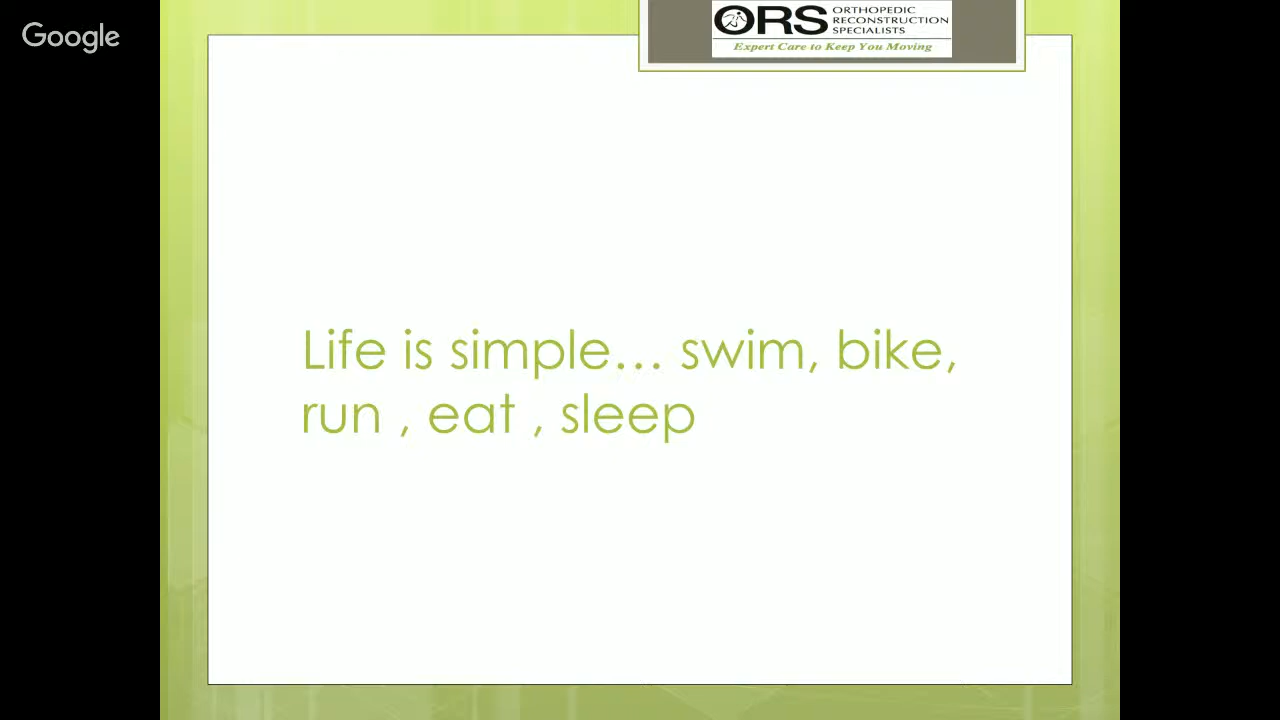 Google
ORS ORTHOPEDIC
RECONSTRUCTION
SPECIALISTS
Expert Care to Keep You Moving
Life is simple… swim, bike,
run , eat , sleep